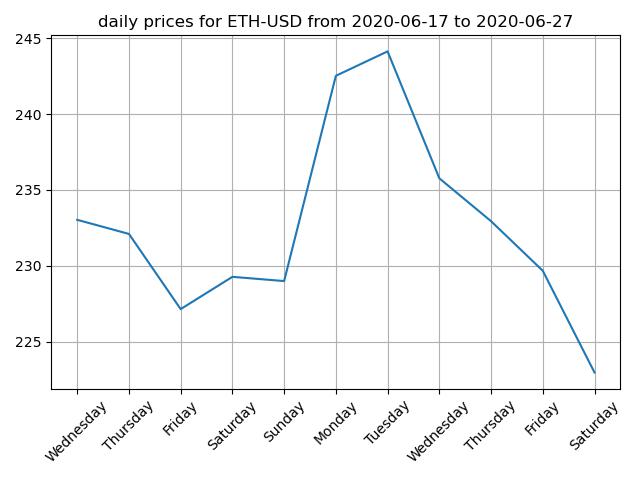 daily prices for ETH-USD from 2020-06-17 to 2020-06-27
245
240
235
230
225
Wednesday
Thursday
Friday
Saturday
Sunday
Monday
Tuesday
Wednesday
Thursday
Friday
Saturday